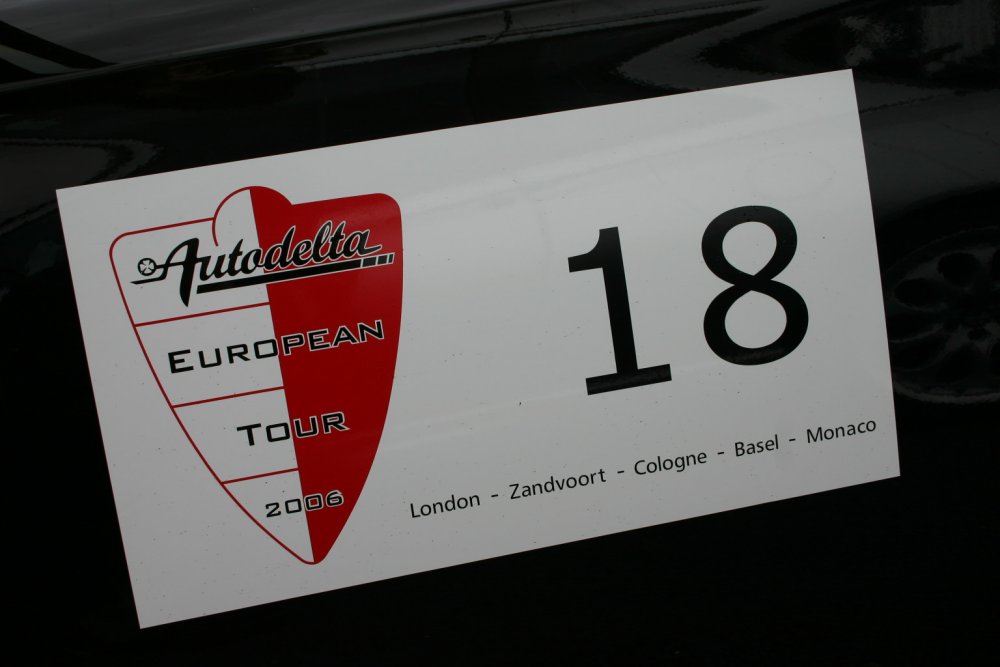 Autodelta
European
Tour
2006
18
London - Zandvoort - Cologne - Basel - Monaco